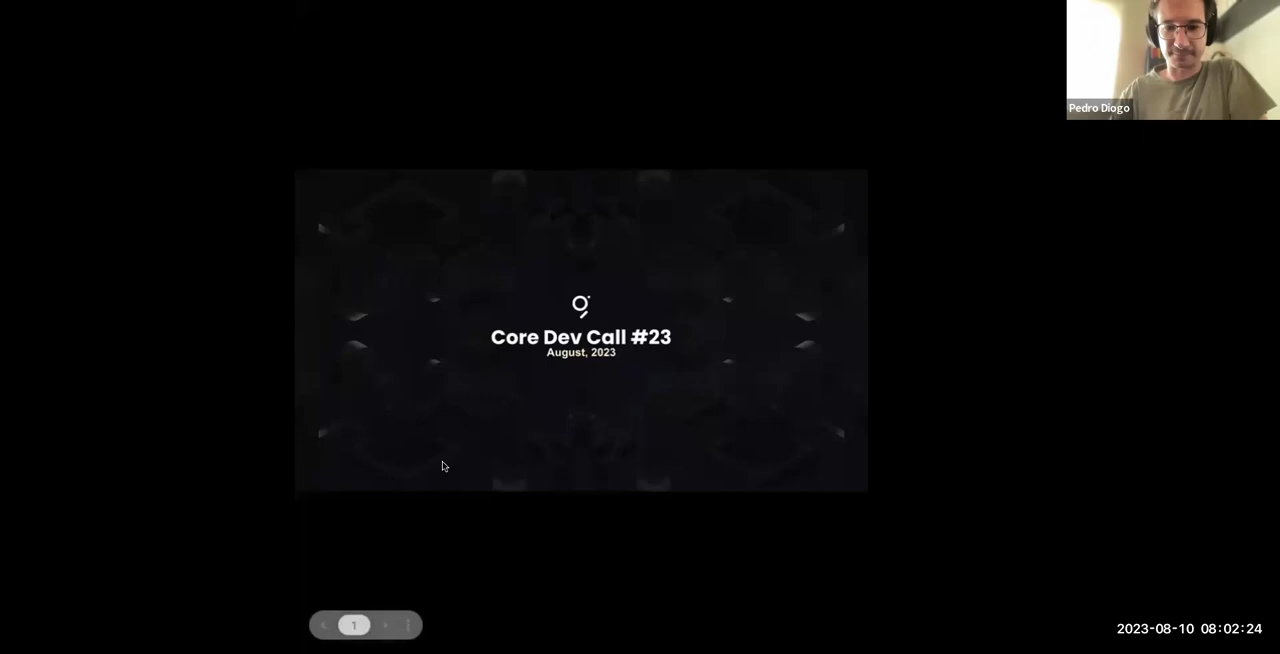 Pedro Diogo
Core Dev Call #23
August, 2023
1
2023-08-10 08:02:24